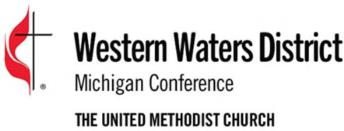 Western Waters District
Michigan Conference
THE UNITED METHODIST CHURCH
®